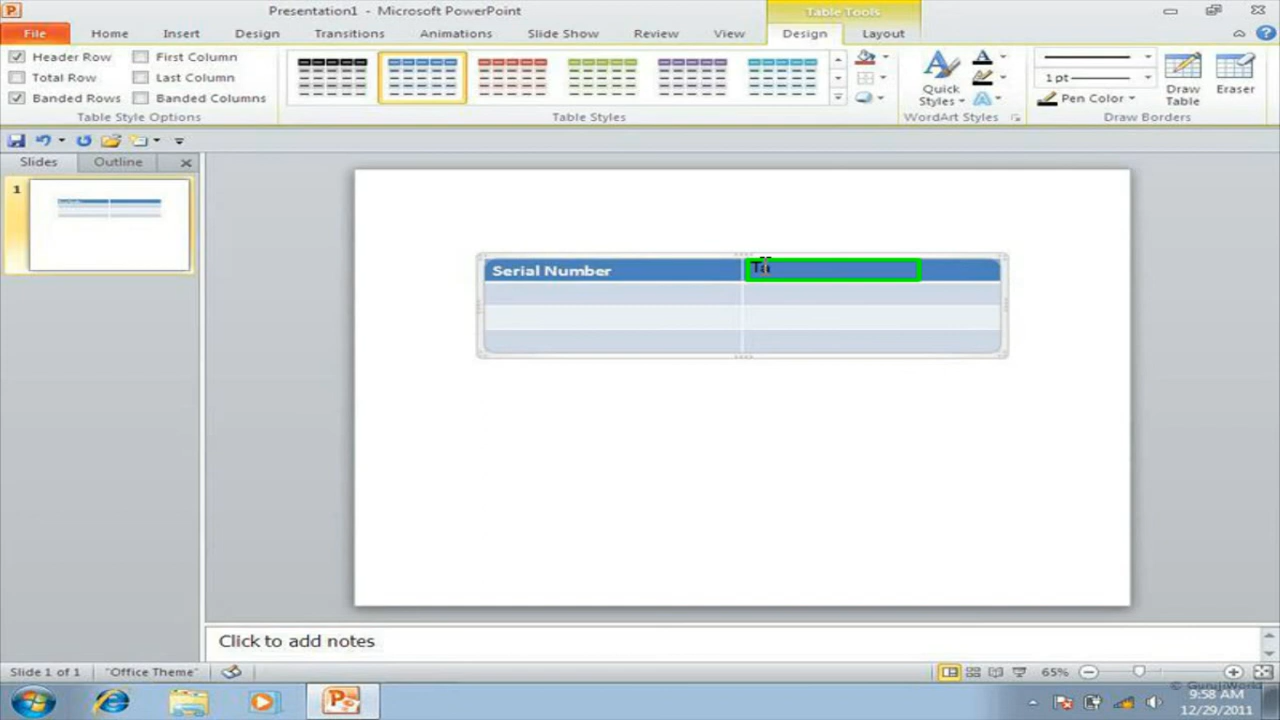 Presentation1 - Microsoft PowerPoint
Table Tools
File Home Insert Design Transitions Animations Slide Show Review View Design Layout
Header Row First Column
Total Row Last Column
Banded Rows Banded Columns
Table Style Options
Table Styles
Quick Styles
WordArt Styles
1 pt
Pen Color
Draw Table
Eraser
Draw Borders
Slides Outline
1
Serial Number Ta
Click to add notes
Slide 1 of 1 "Office Theme" 65%
© GurujiWorld
9:58 AM
12/29/2011